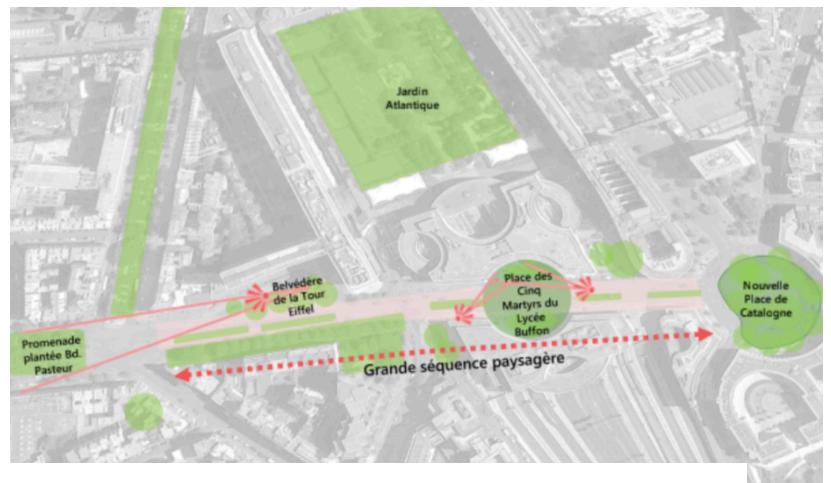 Jardin
Atlantique
Belvédère
de la Tour
Eiffel
Place des
Cinq
Martyrs du
Lycée
Buffon
Nouvelle
Place de
Catalogne
Promenade
plantée Bd.
Pasteur
Grande séquence paysagère